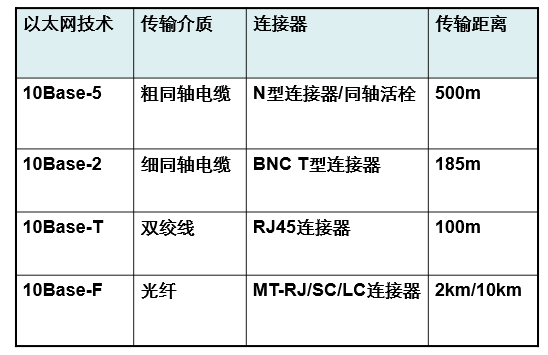 以太网技术 传输介质 连接器 传输距离
10Base-5 粗同轴电缆 N型连接器/同轴活栓 500m
10Base-2 细同轴电缆 BNC T型连接器 185m
10Base-T 双绞线 RJ45连接器 100m
10Base-F 光纤 MT-RJ/SC/LC连接器 2km/10km